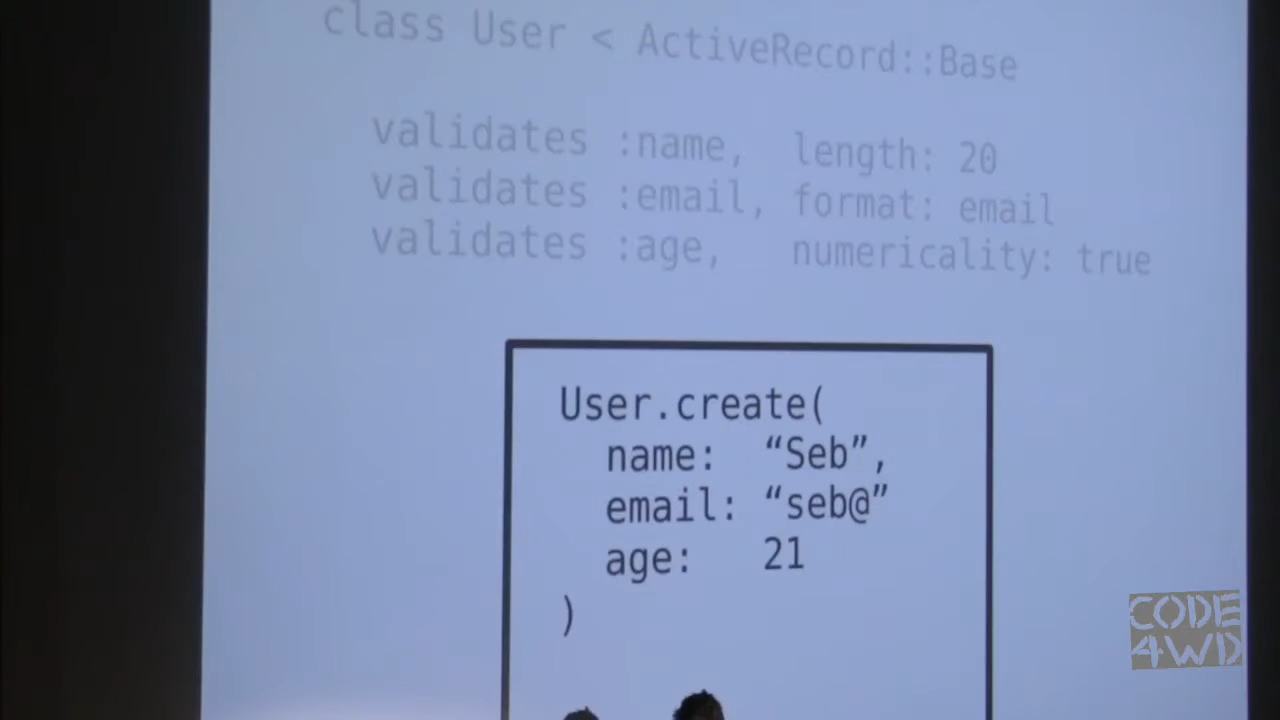 class User < ActiveRecord::Base
validates :name, length: 20
validates :email, format: email
validates :age, numericality: true
User.create(
name: “Seb”,
email: “seb@”
age: 21
)
CODE
4WD